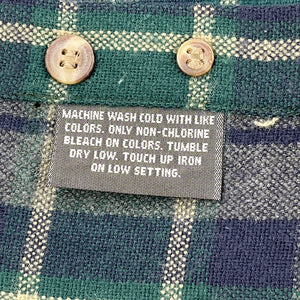 MACHINE WASH COLD WITH LIKE
COLORS. ONLY NON-CHLORINE
BLEACH ON COLORS. TUMBLE
DRY LOW. TOUCH UP IRON
ON LOW SETTING.